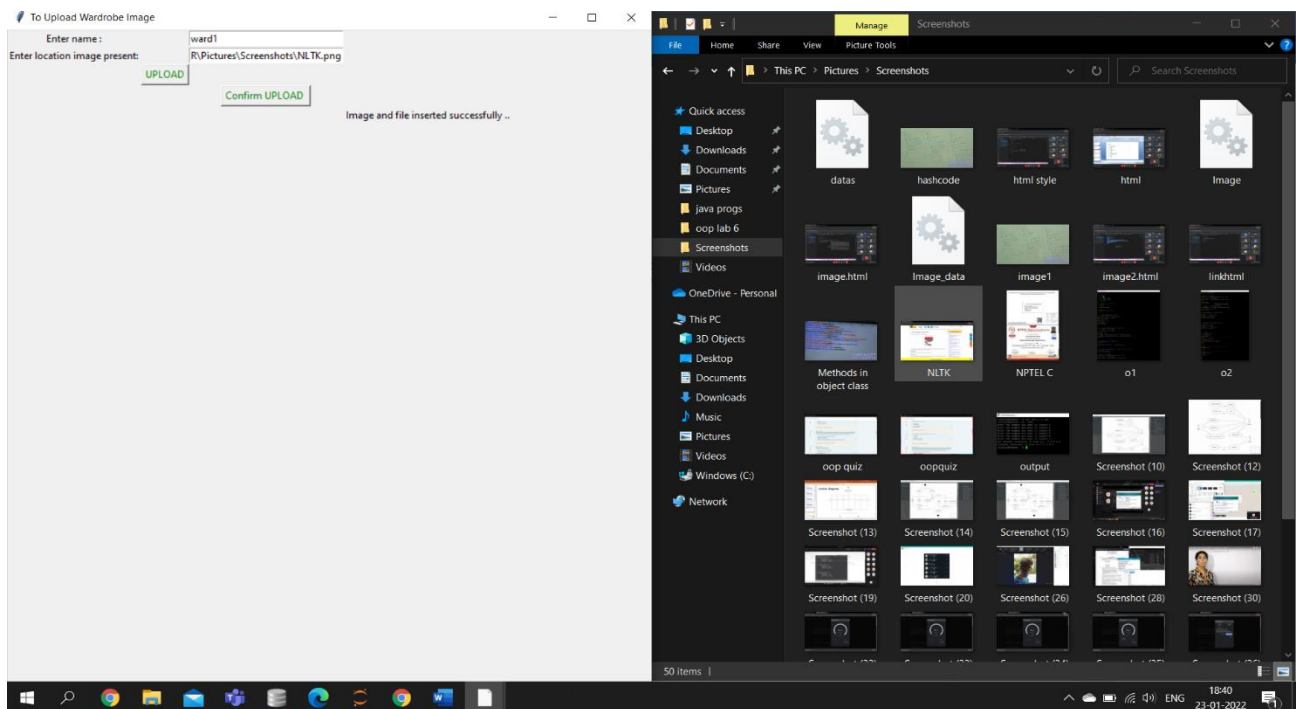 To Upload Wardrobe Image
Enter name :
ward1
Enter location image present:
R\Pictures\Screenshots\NLTK.png
UPLOAD
Confirm UPLOAD
Image and file inserted successfully ..
Manage
Screenshots
File
Home
Share
View
Picture Tools
This PC > Pictures > Screenshots
Search Screenshots
Quick access
Desktop
Downloads
Documents
Pictures
java progs
oop lab 6
Screenshots
Videos
OneDrive - Personal
This PC
3D Objects
Desktop
Documents
Downloads
Music
Pictures
Videos
Windows (C:)
Network
datas
hashcode
html style
html
Image
image.html
Image_data
image1
image2.html
linkhtml
Methods in
object class
NLTK
NPTEL C
o1
o2
oop quiz
oopquiz
output
Screenshot (10)
Screenshot (12)
Screenshot (13)
Screenshot (14)
Screenshot (15)
Screenshot (16)
Screenshot (17)
Screenshot (19)
Screenshot (20)
Screenshot (26)
Screenshot (28)
Screenshot (30)
50 items
ENG
18:40
23-01-2022